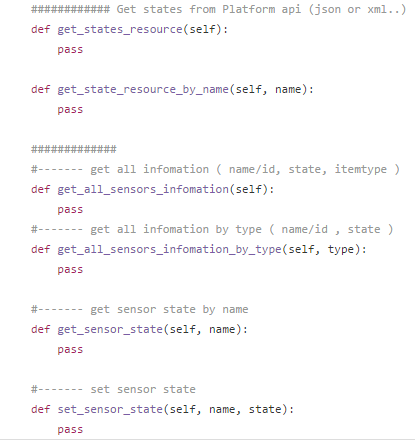 ############ Get states from Platform api (json or xml..)
def get_states_resource(self):
pass
def get_state_resource_by_name(self, name):
pass
#############
#------- get all infomation ( name/id, state, itemtype )
def get_all_sensors_infomation(self):
pass
#------- get all infomation by type ( name/id , state )
def get_all_sensors_infomation_by_type(self, type):
pass
#------- get sensor state by name
def get_sensor_state(self, name):
pass
#------- set sensor state
def set_sensor_state(self, name, state):
pass